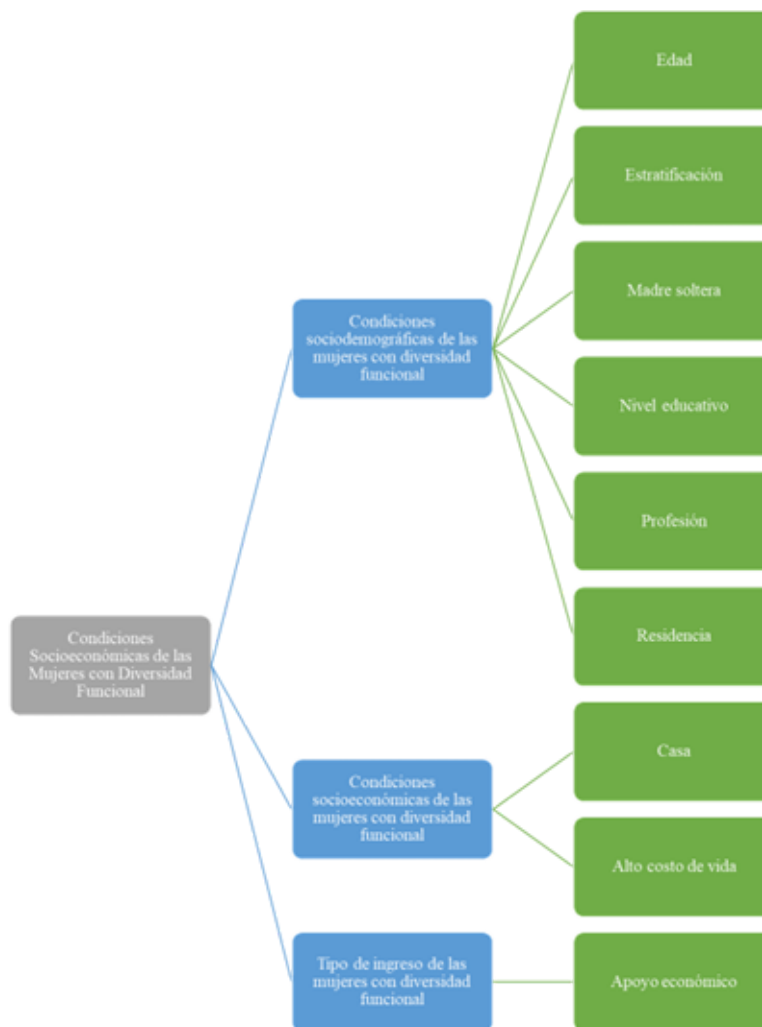 Condiciones
Socioeconómicas de las
Mujeres con Diversidad
Funcional
Condiciones
sociodemográficas de las
mujeres con diversidad
funcional
Edad
Estratificación
Madre soltera
Nivel educativo
Profesión
Residencia
Condiciones
socioeconómicas de las
mujeres con diversidad
funcional
Casa
Alto costo de vida
Tipo de ingreso de las
mujeres con diversidad
funcional
Apoyo económico